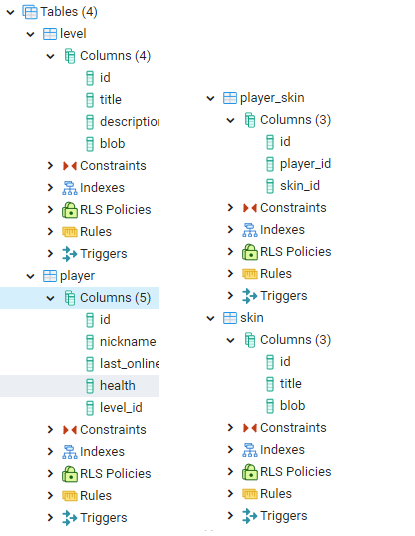 Tables (4)
level
Columns (4)
id
title
descriptio
blob
Constraints
Indexes
RLS Policies
Rules
Triggers
player
Columns (5)
id
nickname
last_online
health
level_id
Constraints
Indexes
RLS Policies
Rules
Triggers
player_skin
Columns (3)
id
player_id
skin_id
Constraints
Indexes
RLS Policies
Rules
Triggers
skin
Columns (3)
id
title
blob
Constraints
Indexes
RLS Policies
Rules
Triggers